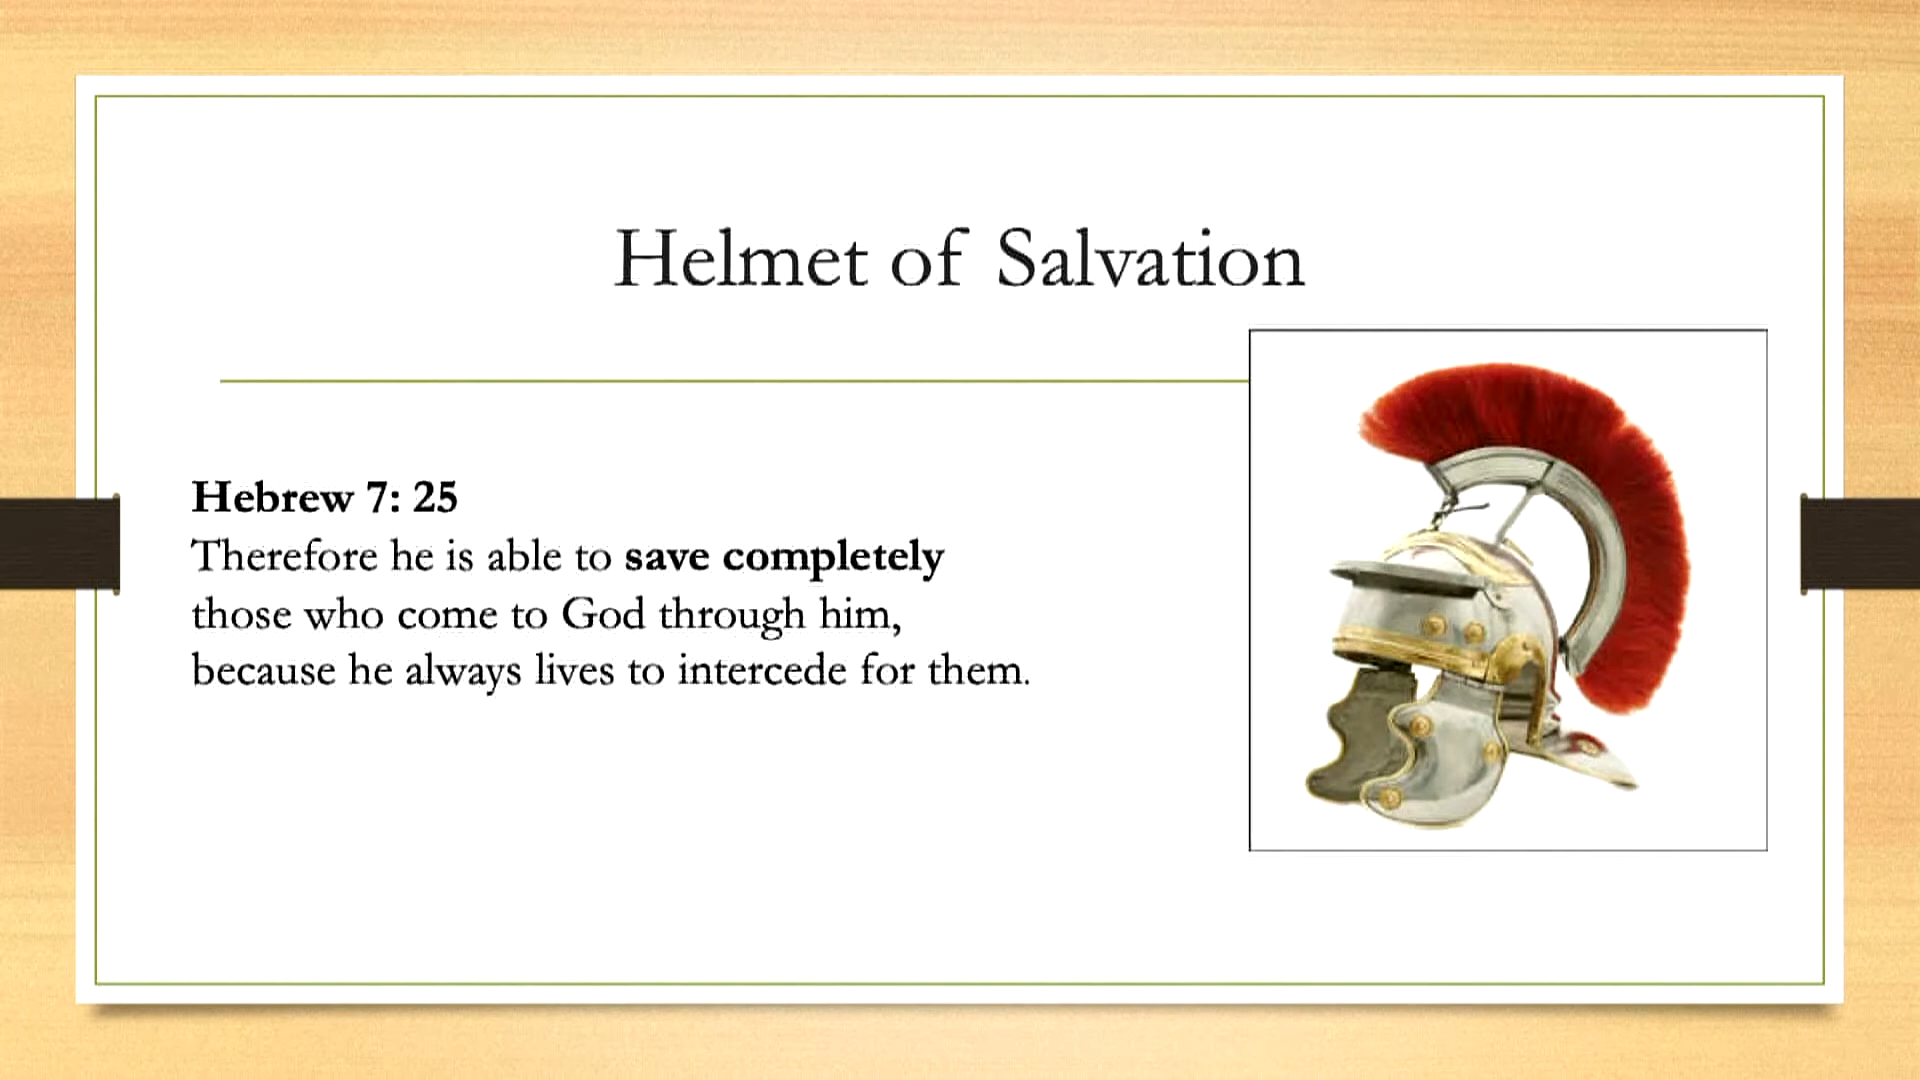 Helmet of Salvation
Hebrew 7: 25
Therefore he is able to save completely
those who come to God through him,
because he always lives to intercede for them.